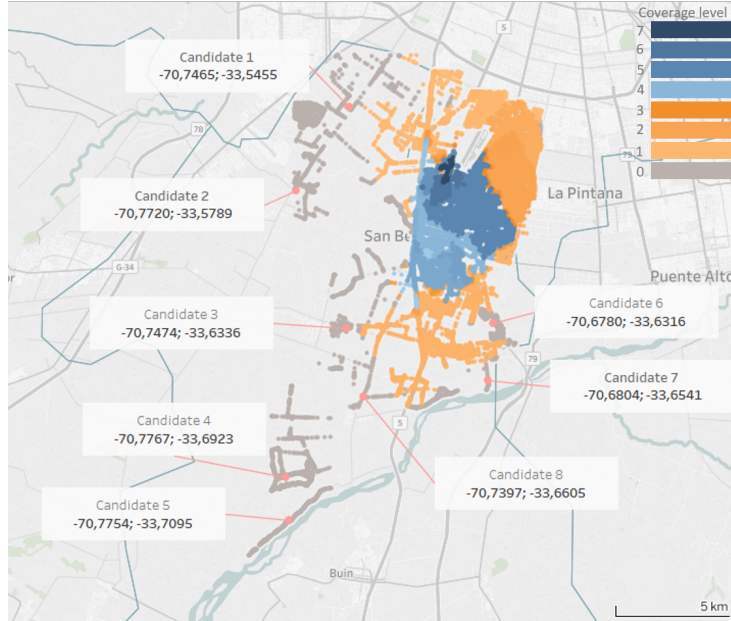 Coverage level
7
6
5
4
3
2
1
0
5
Candidate 1
-70,7465; -33,5455
78
79
Candidate 2
-70,7720; -33,5789
La Pintana
San Be
G-34
Puente Alto
Candidate 3
-70,7474; -33,6336
Candidate 6
-70,6780; -33,6316
79
Candidate 7
-70,6804; -33,6541
Candidate 4
-70,7767; -33,6923
5
Candidate 8
-70,7397; -33,6605
Candidate 5
-70,7754; -33,7095
Buin
5 km